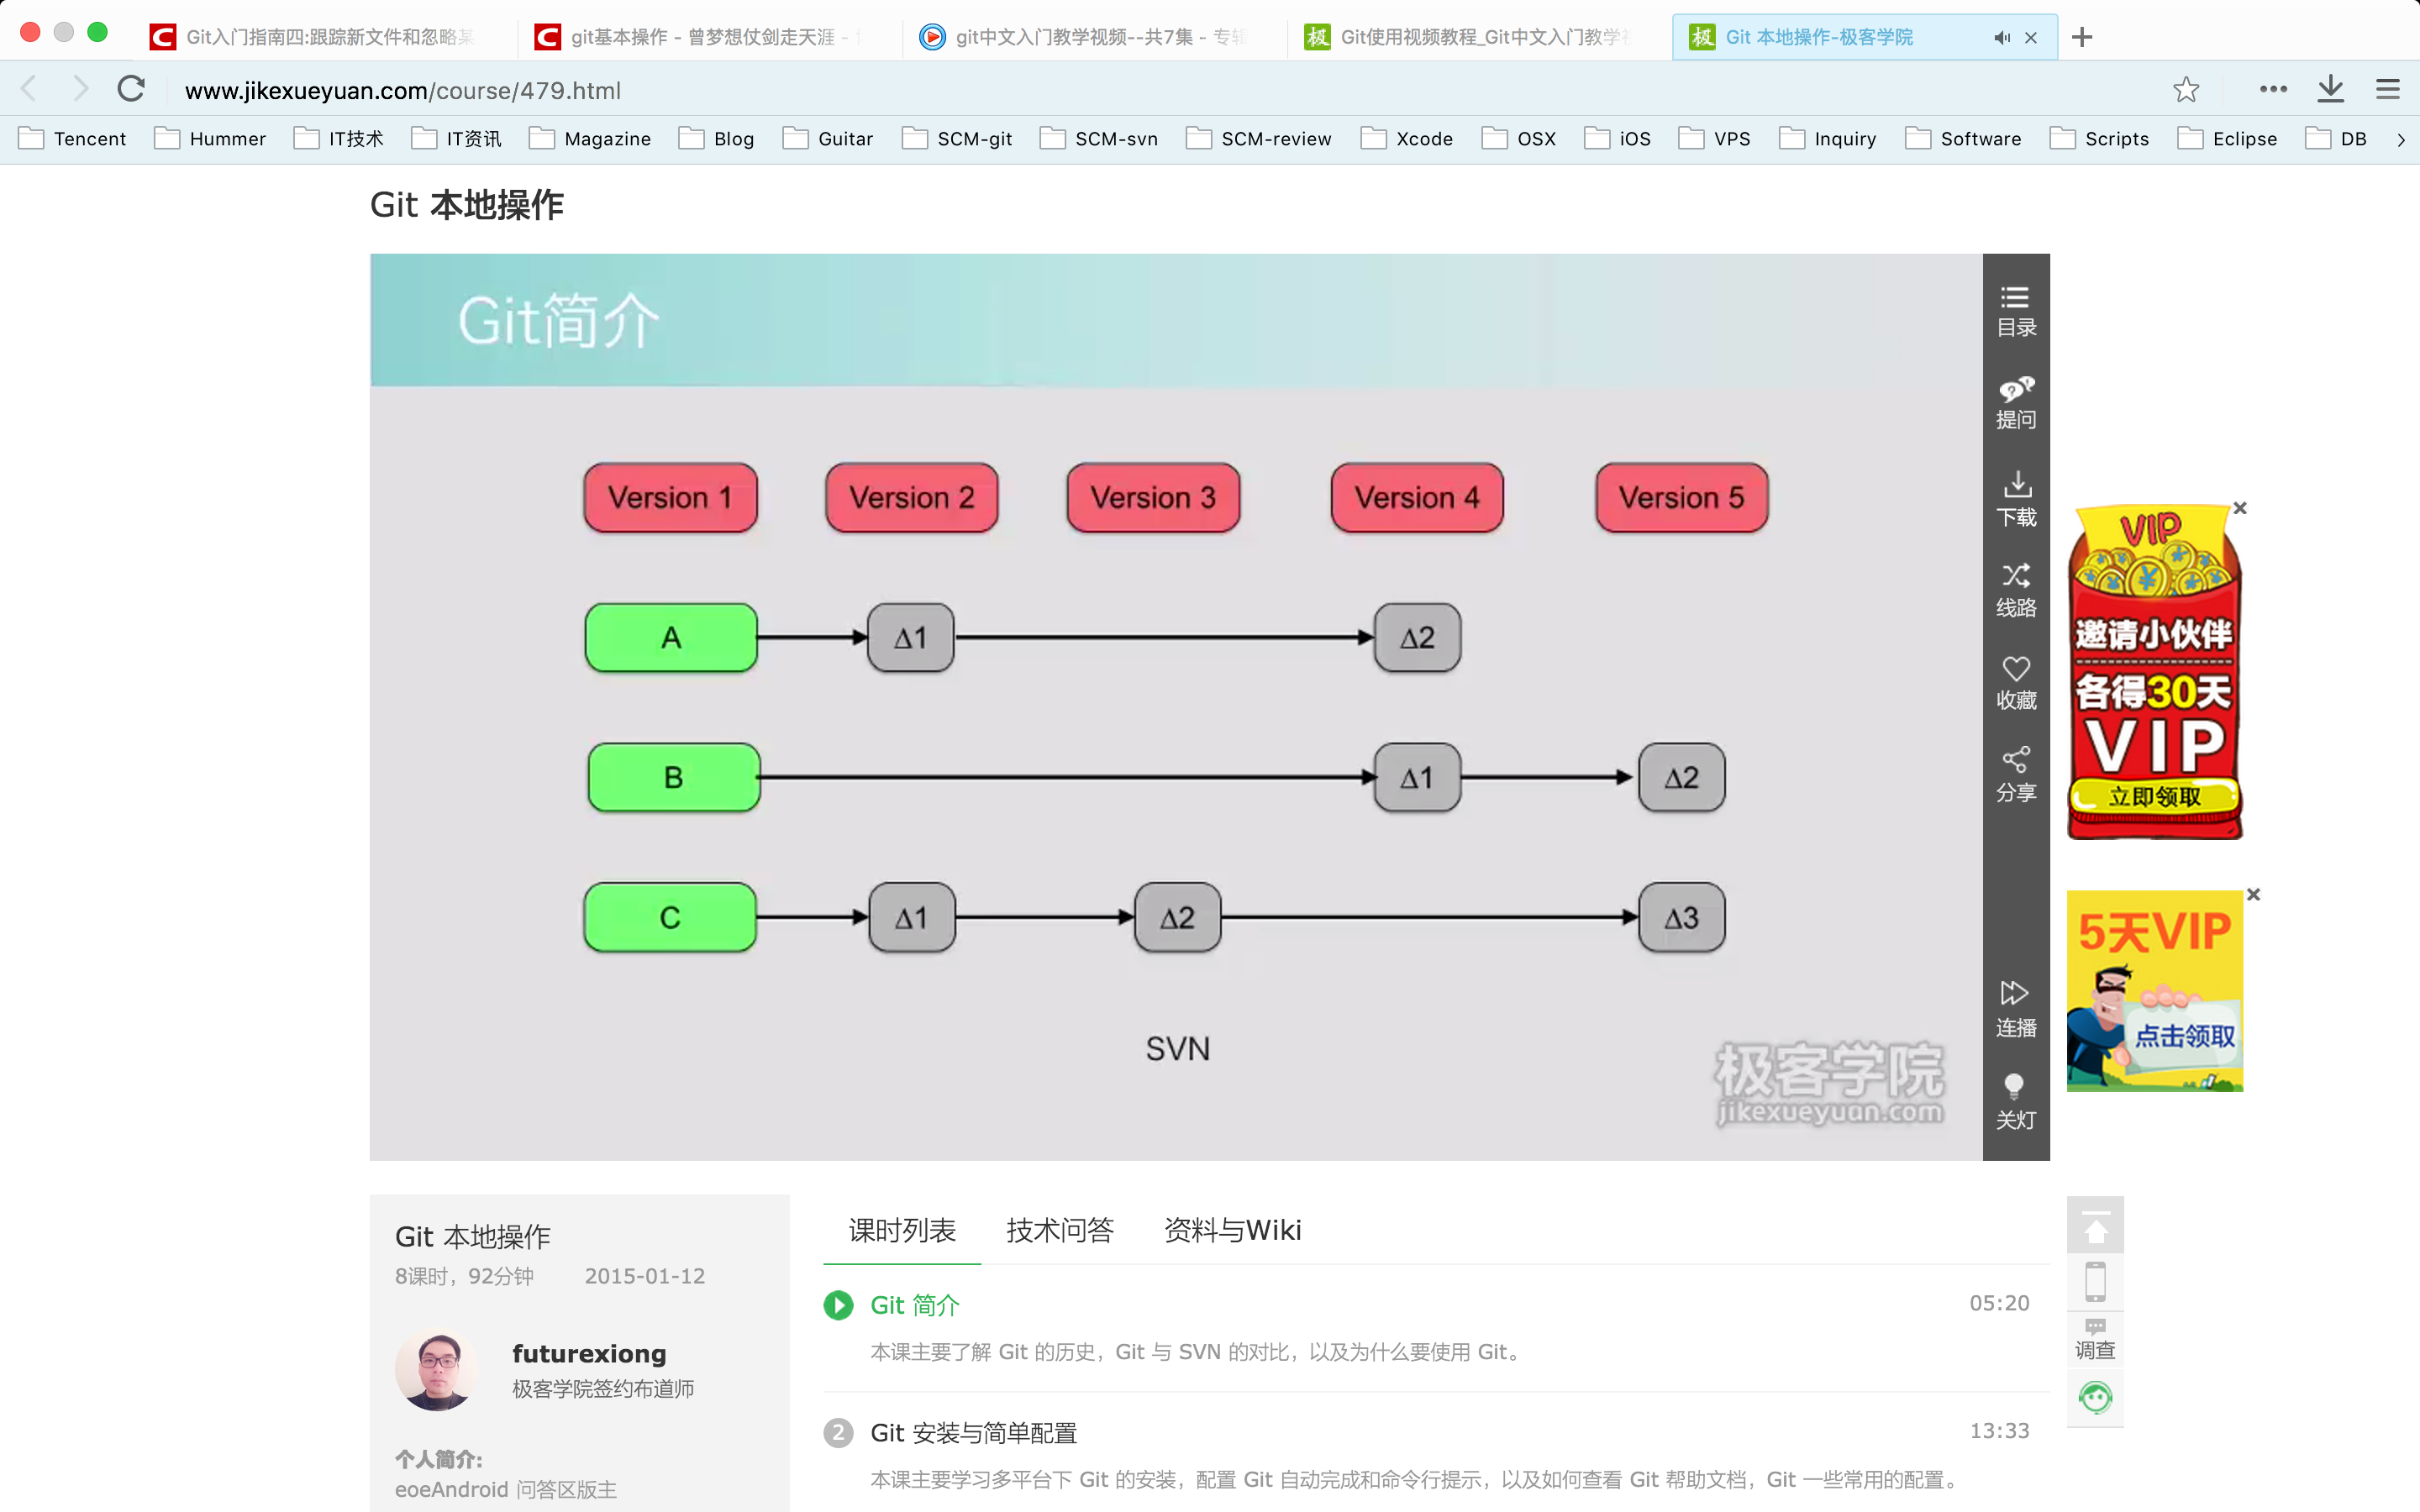 Git入门指南四:跟踪新文件和忽略某
git基本操作 - 曾梦想仗剑走天涯 -
git中文入门教学视频--共7集 - 专辑
Git使用视频教程_Git中文入门教学
Git 本地操作-极客学院
www.jikexueyuan.com/course/479.html
Tencent Hummer IT技术 IT资讯 Magazine Blog Guitar SCM-git SCM-svn SCM-review Xcode OSX iOS VPS Inquiry Software Scripts Eclipse DB
Git 本地操作
Git简介
Version 1 Version 2 Version 3 Version 4 Version 5
A Δ1 Δ2
B Δ1 Δ2
C Δ1 Δ2 Δ3
SVN
极客学院
jikexueyuan.com
目录
提问
下载
线路
收藏
分享
连播
关灯
VIP
邀请小伙伴
各得30天
VIP
立即领取
5天VIP
点击领取
Git 本地操作
8课时，92分钟 2015-01-12
futurexiong
极客学院签约布道师
个人简介:
eoeAndroid 问答区版主
课时列表 技术问答 资料与Wiki
Git 简介 05:20
本课主要了解 Git 的历史，Git 与 SVN 的对比，以及为什么要使用 Git。
2 Git 安装与简单配置 13:33
本课主要学习多平台下 Git 的安装，配置 Git 自动完成和命令行提示，以及如何查看 Git 帮助文档，Git 一些常用的配置。
调查